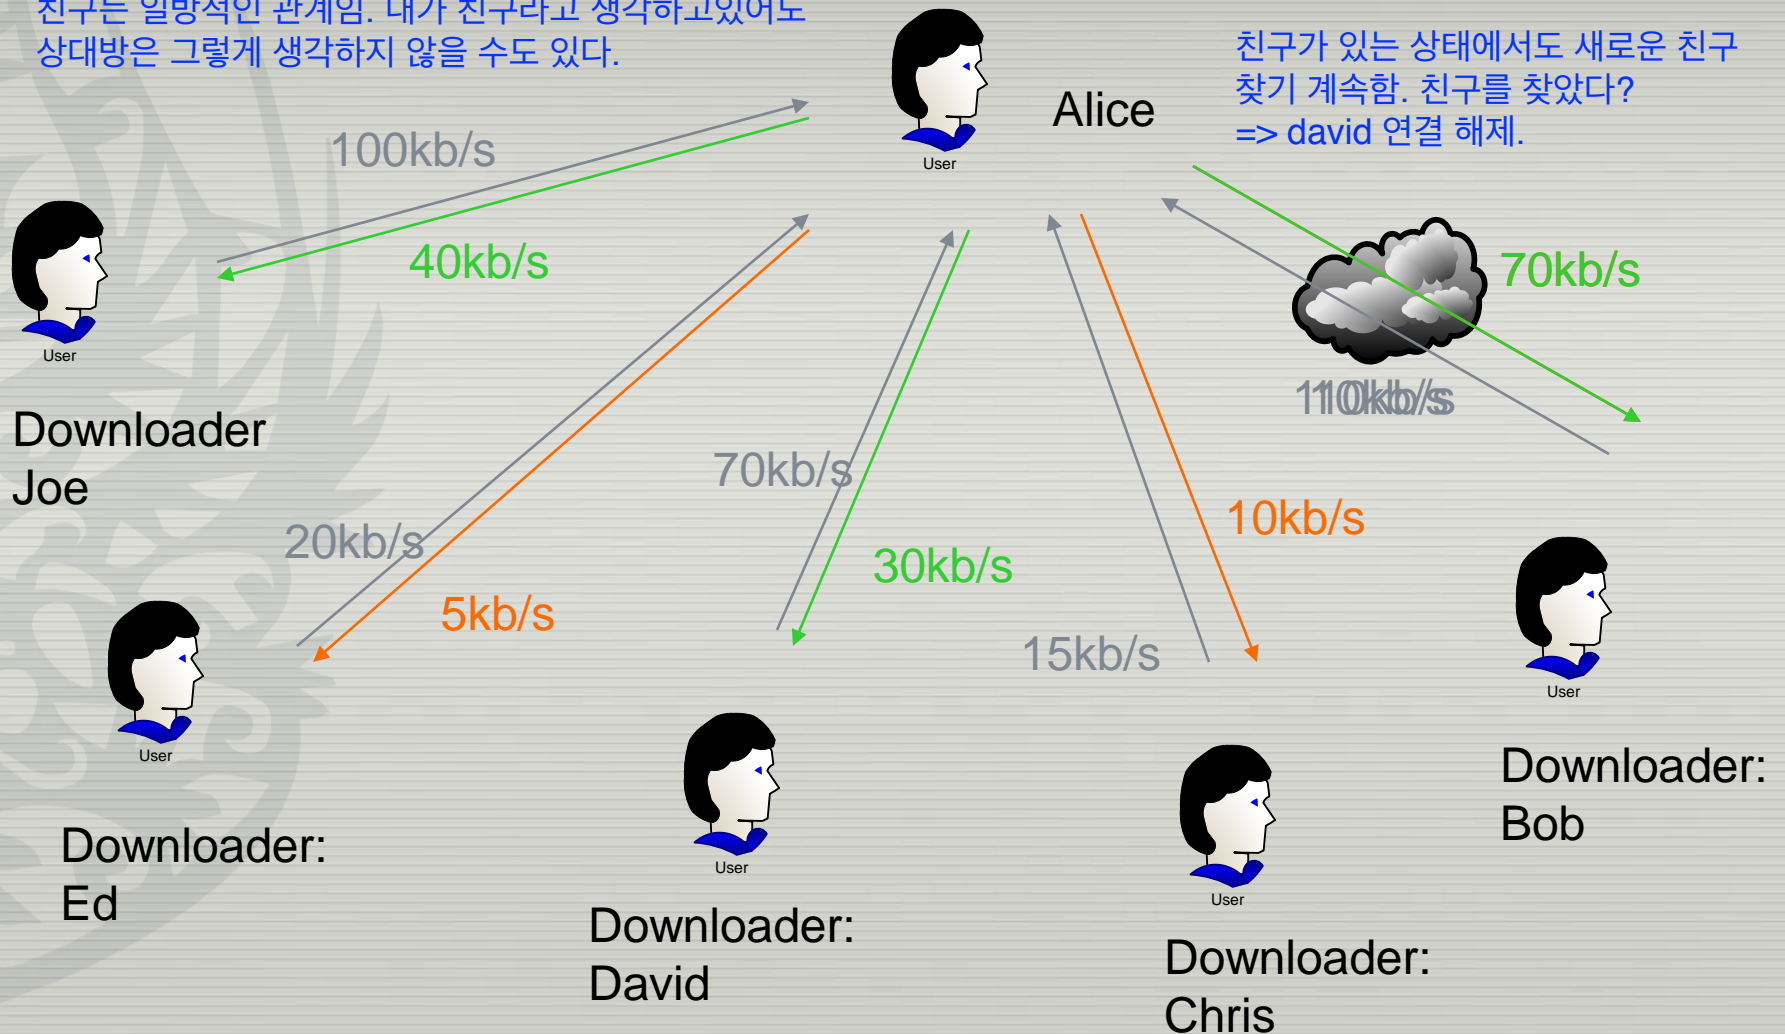 친구는 일방적인 관계임. 내가 친구라고 생각하고있어도
상대방은 그렇게 생각하지 않을 수도 있다.
친구가 있는 상태에서도 새로운 친구
찾기 계속함. 친구를 찾았다?
=> david 연결 해제.
Alice
User
100kb/s
40kb/s
70kb/s
User
Downloader
Joe
70kb/s
20kb/s
10kb/s
30kb/s
5kb/s
15kb/s
User
User
Downloader:
Bob
Downloader:
Ed
User
Downloader:
David
User
Downloader:
Chris